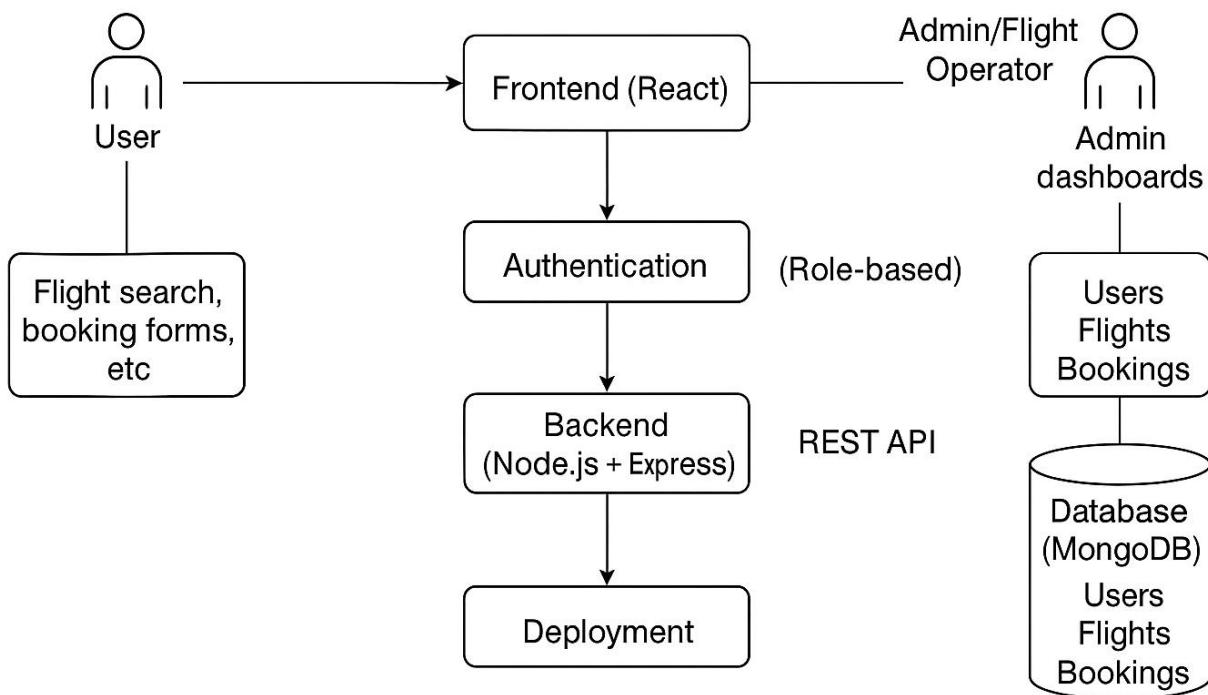 User
Flight search,
booking forms,
etc
Frontend (React)
Authentication
(Role-based)
Backend
(Node.js + Express)
REST API
Deployment
Admin/Flight
Operator
Admin
dashboards
Users
Flights
Bookings
Database
(MongoDB)
Users
Flights
Bookings